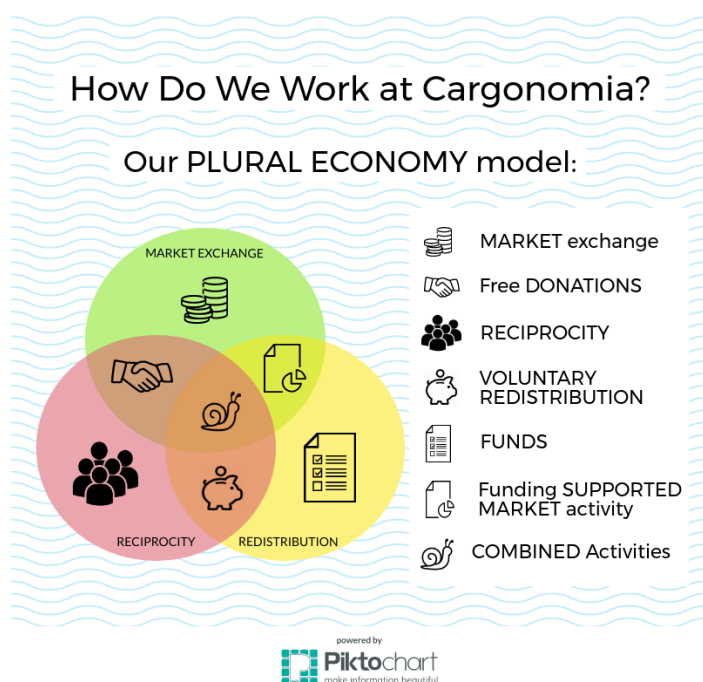 How Do We Work at Cargonomia?
Our PLURAL ECONOMY model:
MARKET EXCHANGE
RECIPROCITY
REDISTRIBUTION
MARKET exchange
Free DONATIONS
RECIPROCITY
VOLUNTARY
REDISTRIBUTION
FUNDS
Funding SUPPORTED
MARKET activity
COMBINED Activities
powered by
Piktochart
make information beautiful